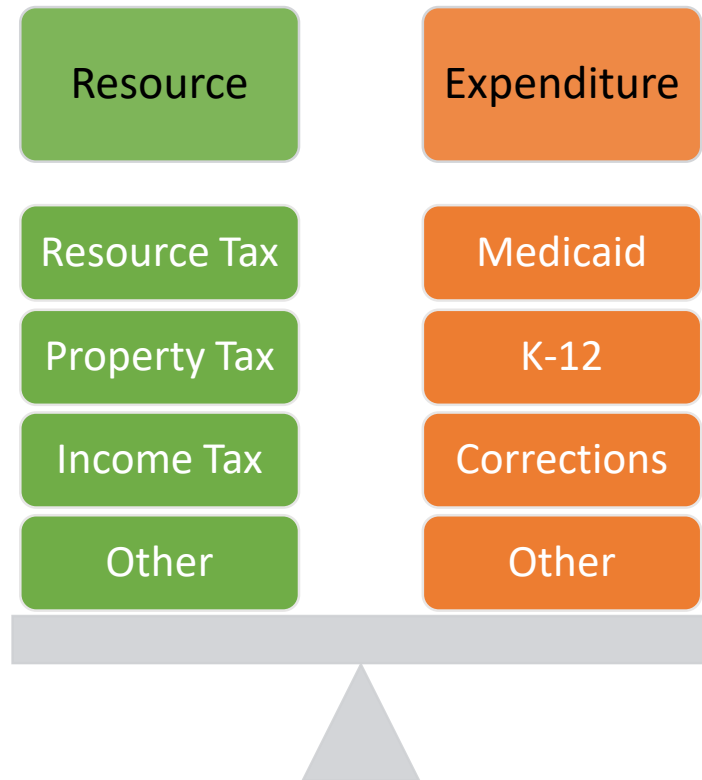 Resource
Expenditure
Resource Tax
Medicaid
Property Tax
K-12
Income Tax
Corrections
Other
Other